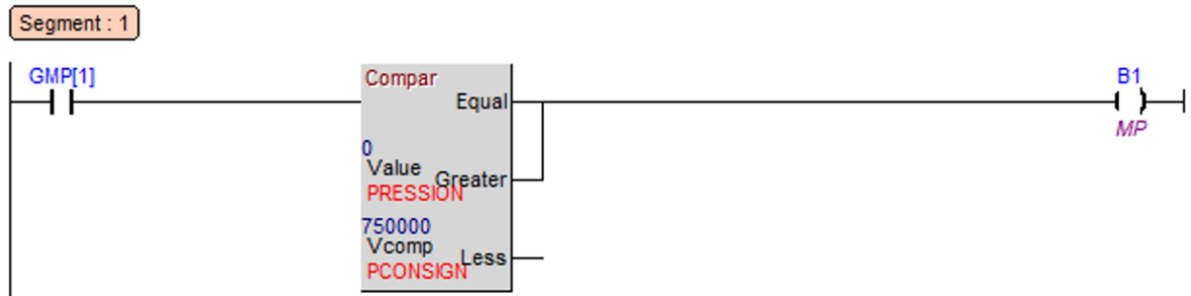 Segment : 1
GMP[1]
Compar
Equal
B1
MP
0
Value
Greater
PRESSION
750000
Vcomp
Less
PCONSIGN